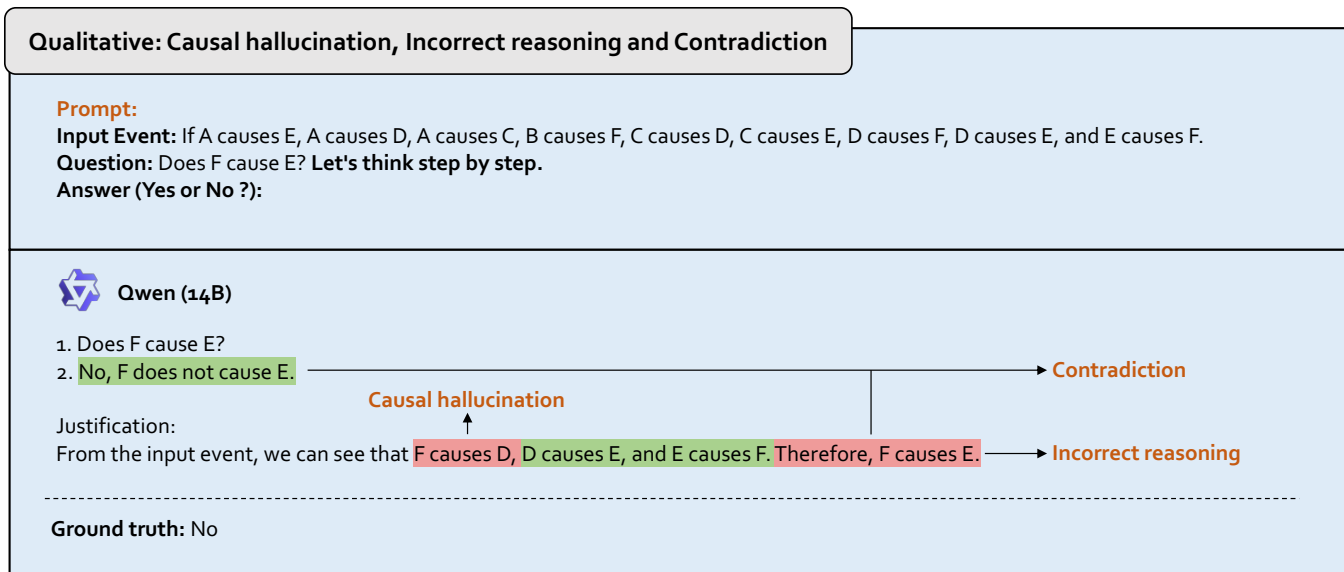 Qualitative: Causal hallucination, Incorrect reasoning and Contradiction
Prompt:
Input Event: If A causes E, A causes D, A causes C, B causes F, C causes D, C causes E, D causes F, D causes E, and E causes F.
Question: Does F cause E? Let's think step by step.
Answer (Yes or No ?):
Qwen (14B)
1. Does F cause E?
2. No, F does not cause E.
Contradiction
Causal hallucination
Justification:
From the input event, we can see that F causes D, D causes E, and E causes F. Therefore, F causes E.
Incorrect reasoning
Ground truth: No